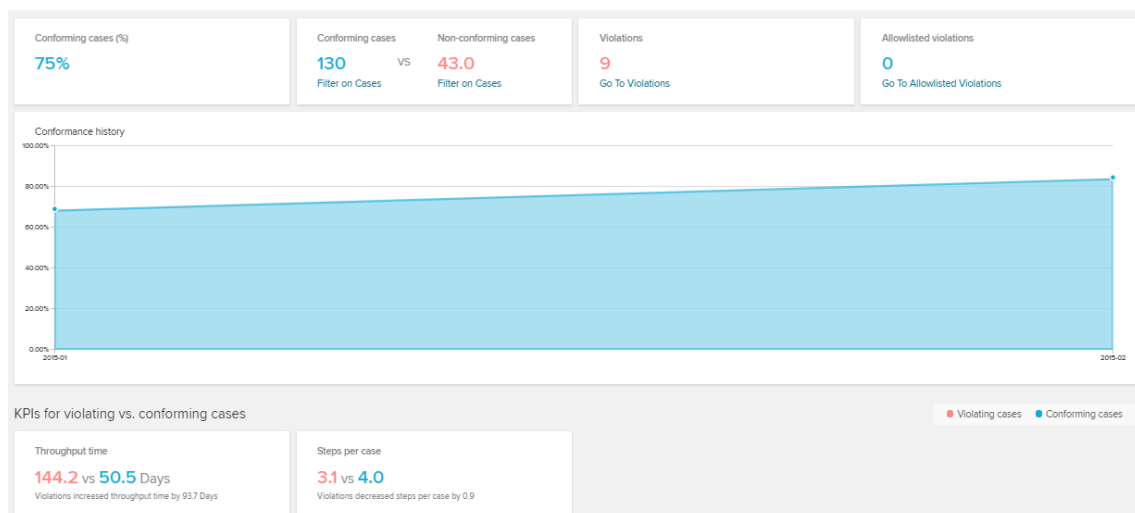 Conforming cases (%)
75%
Conforming cases
130
Filter on Cases
VS
Non-conforming cases
43.0
Filter on Cases
Violations
9
Go To Violations
Allowlisted violations
0
Go To Allowlisted Violations
Conformance history
100.00%
80.00%
60.00%
40.00%
20.00%
0.00%
2015-01
2015-02
KPIs for violating vs. conforming cases
Violating cases
Conforming cases
Throughput time
144.2 vs 50.5 Days
Violations increased throughput time by 93.7 Days
Steps per case
3.1 vs 4.0
Violations decreased steps per case by 0.9